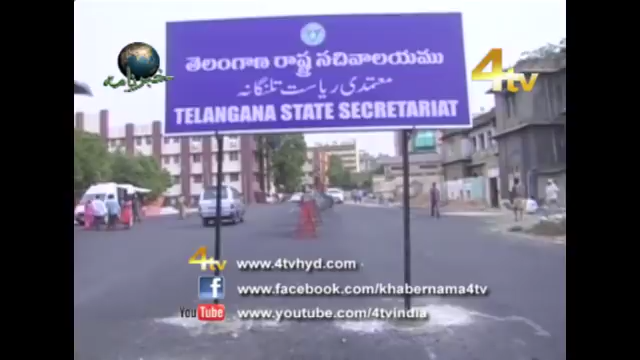 తెలంగాణ రాష్ట్ర సచివాలయము
معتمدی ریاست تلنگانہ
TELANGANA STATE SECRETARIAT
خبرنامہ
4tv
4tv www.4tvhyd.com
f www.facebook.com/khabernama4tv
YouTube www.youtube.com/4tvindia